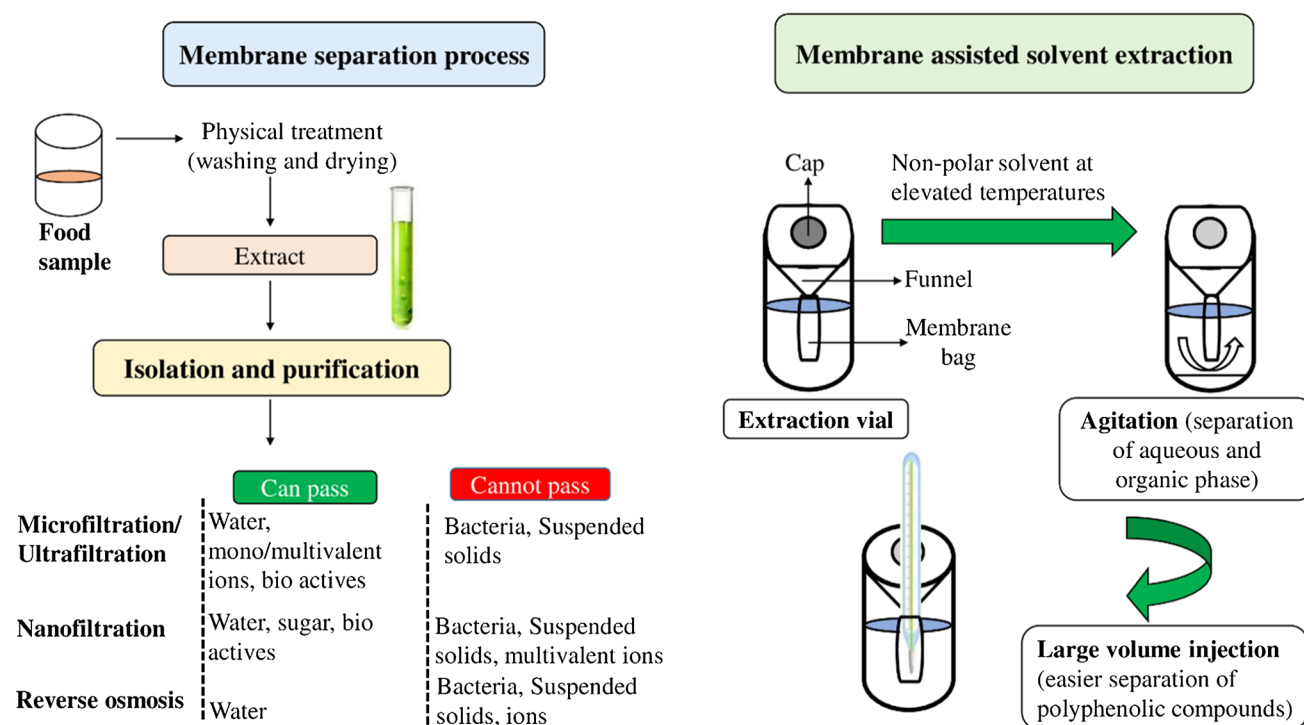 Membrane separation process
Physical treatment
(washing and drying)
Food
sample
Extract
Isolation and purification
Can pass
Cannot pass
Microfiltration/
Ultrafiltration
Water,
mono/multivalent
ions, bio actives
Bacteria, Suspended
solids
Nanofiltration
Water, sugar, bio
actives
Bacteria, Suspended
solids, multivalent ions
Reverse osmosis
Water
Bacteria, Suspended
solids, ions
Membrane assisted solvent extraction
Cap
Non-polar solvent at
elevated temperatures
Funnel
Membrane
bag
Extraction vial
Agitation (separation
of aqueous and
organic phase)
Large volume injection
(easier separation of
polyphenolic compounds)